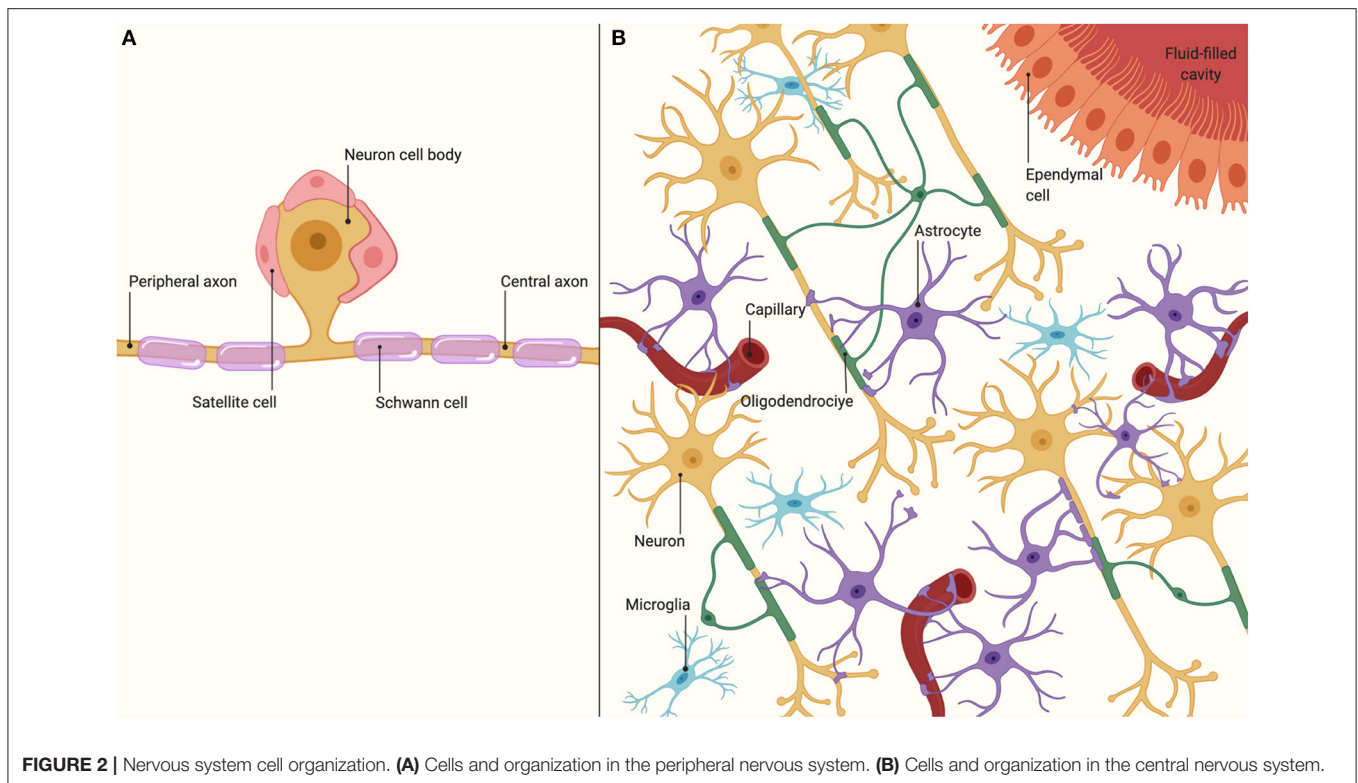 A
Neuron cell body
Peripheral axon
Central axon
Satellite cell
Schwann cell
B
Fluid-filled
cavity
Ependymal
cell
Astrocyte
Capillary
Oligodendrociye
Neuron
Microglia
FIGURE 2 | Nervous system cell organization. (A) Cells and organization in the peripheral nervous system. (B) Cells and organization in the central nervous system.